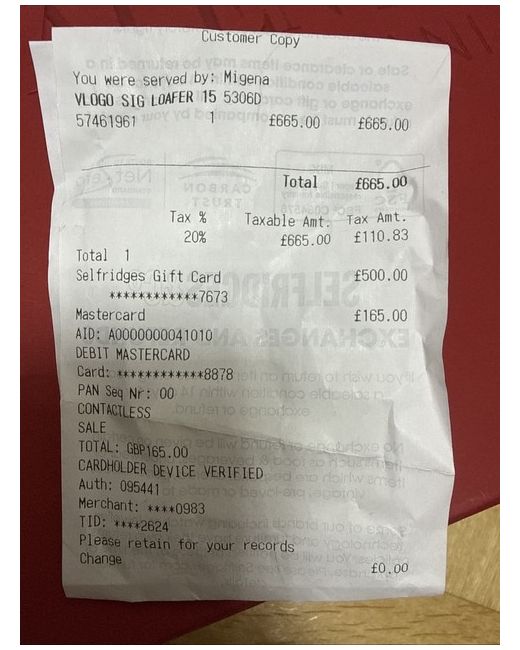 Customer Copy
You were served by: Migena
VLOGO SIG LOAFER 15 5306D
57461961 1 £665.00 £665.00
Total £665.00
Tax % Taxable Amt. Tax Amt.
20% £665.00 £110.83
Total 1
Selfridges Gift Card £500.00
************7673
Mastercard £165.00
AID: A0000000041010
DEBIT MASTERCARD
Card: ************8878
PAN Seq Nr: 00
CONTACTLESS
SALE
TOTAL: GBP165.00
CARDHOLDER DEVICE VERIFIED
Auth: 095441
Merchant: ****0983
TID: ****2624
Please retain for your records
Change £0.00